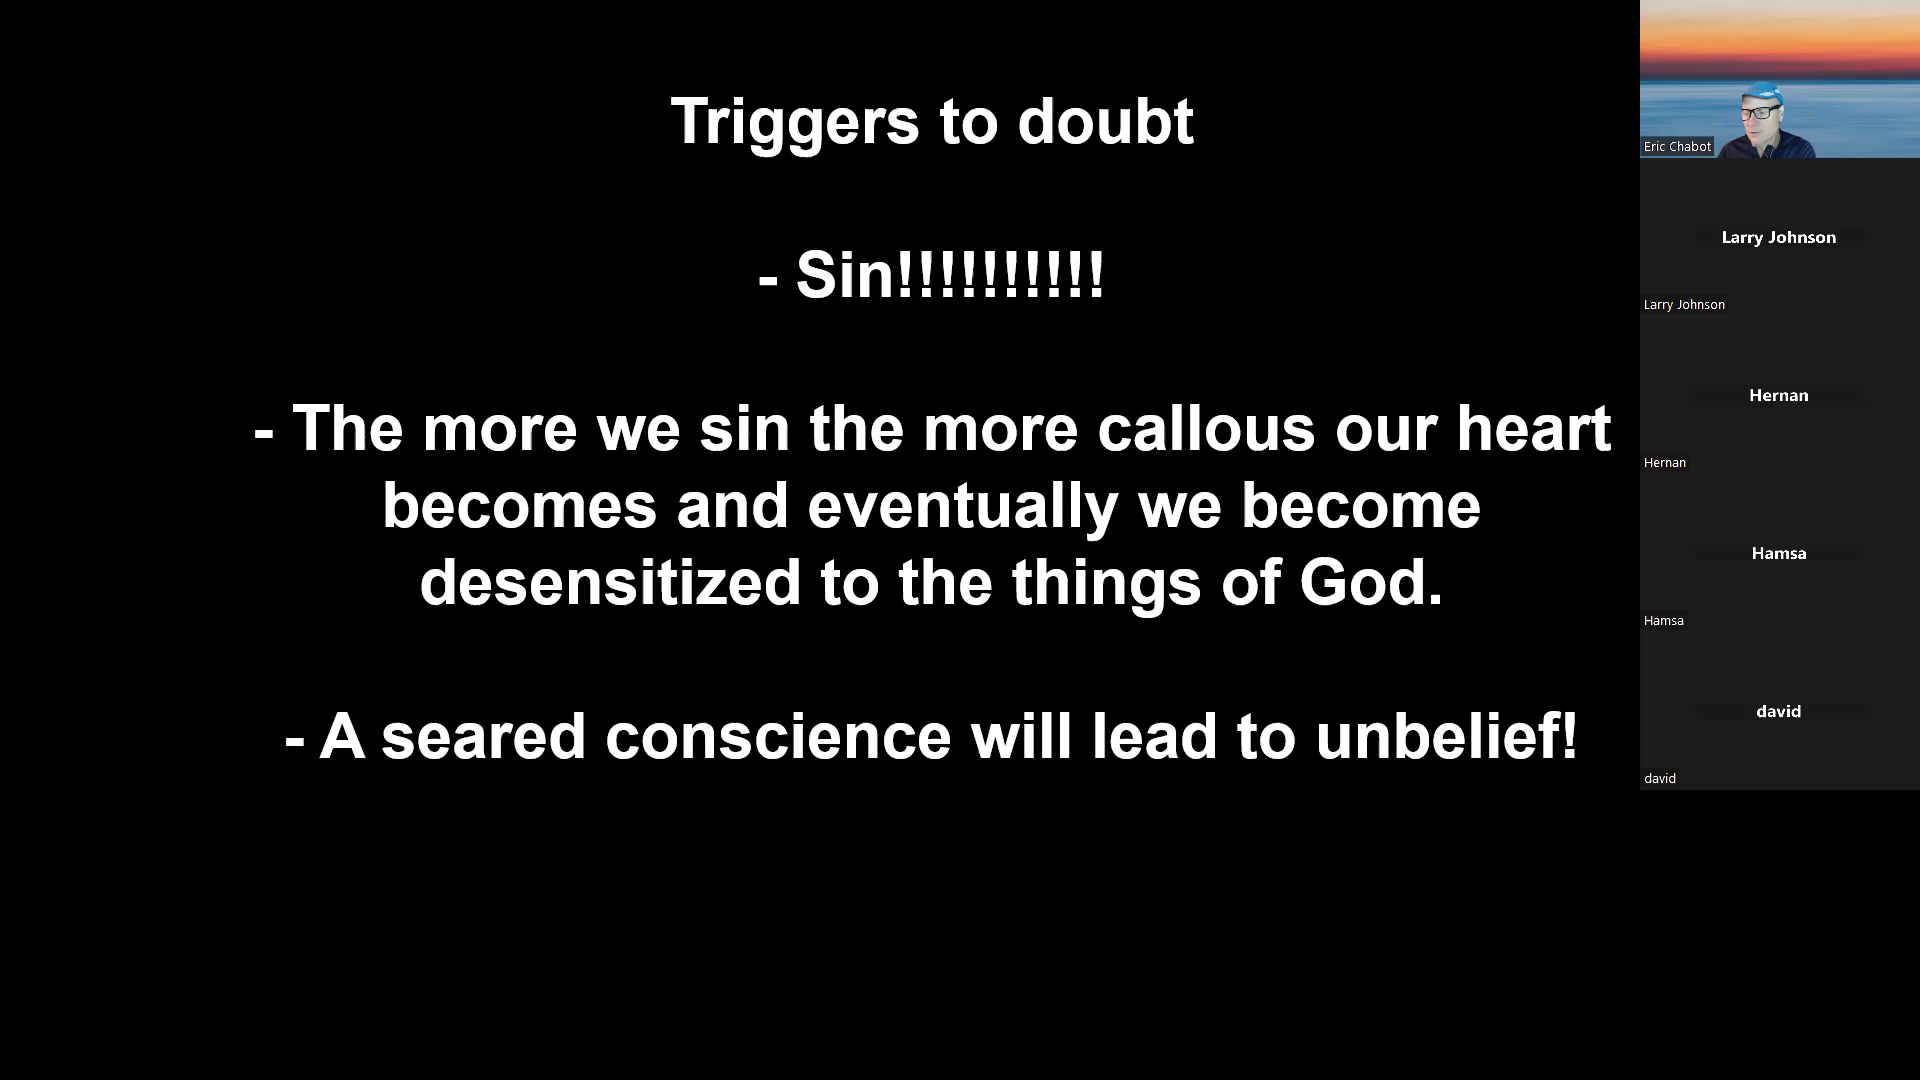 Triggers to doubt
- Sin!!!!!!!!!!
- The more we sin the more callous our heart
becomes and eventually we become
desensitized to the things of God.
- A seared conscience will lead to unbelief!
Eric Chabot
Larry Johnson
Larry Johnson
Hernan
Hernan
Hamsa
Hamsa
david
david